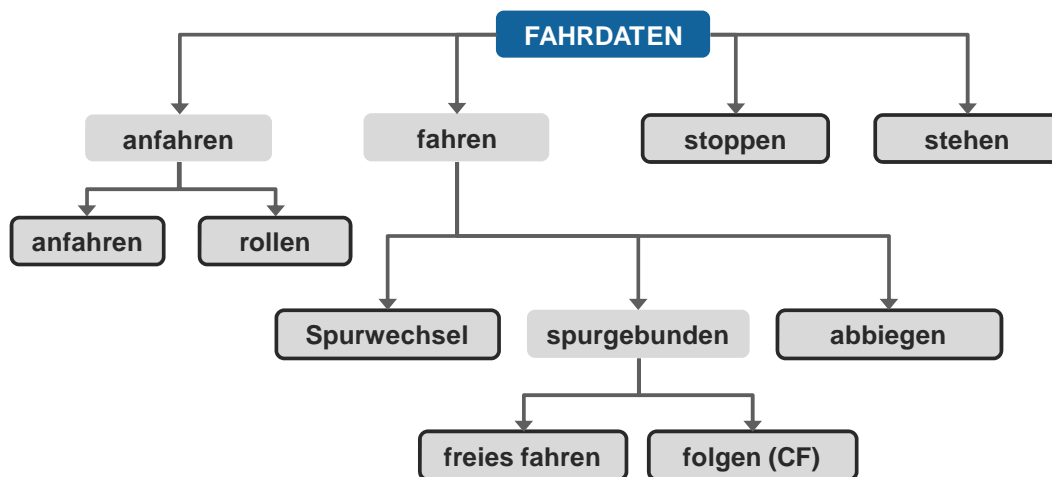 FAHRDATEN
anfahren
fahren
stoppen
stehen
anfahren
rollen
Spurwechsel
spurgebunden
abbiegen
freies fahren
folgen (CF)